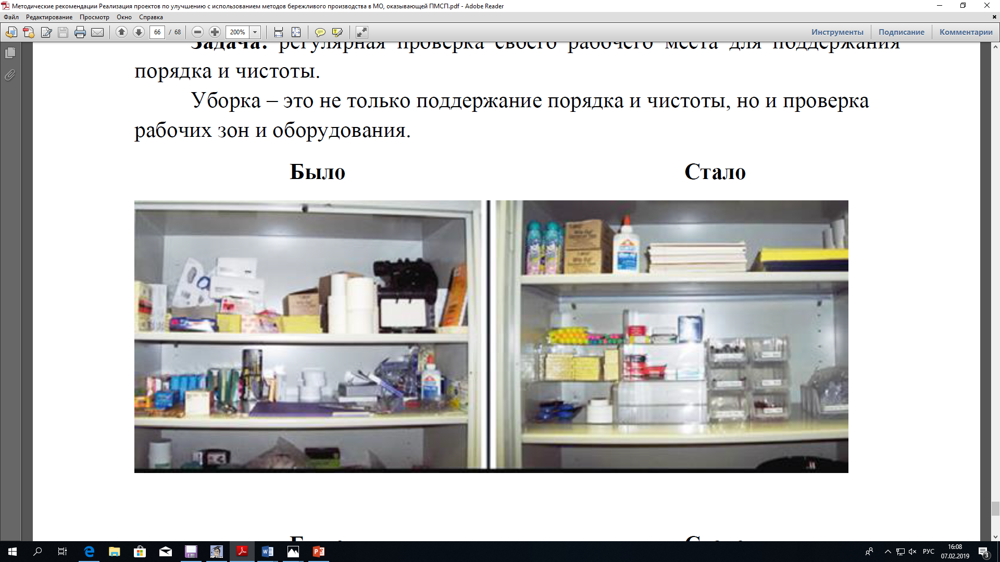 Методические рекомендации Реализация проектов по улучшению с использованием методов бережливого производства в МО, оказывающей ПМСП.pdf - Adobe Reader
Файл Редактирование Просмотр Окно Справка
66 / 68 200% Инструменты Подписание Комментарии
Задача: регулярная проверка своего рабочего места для поддержания
порядка и чистоты.
Уборка – это не только поддержание порядка и чистоты, но и проверка
рабочих зон и оборудования.
Было Стало
РУС 16:08
07.02.2019 3